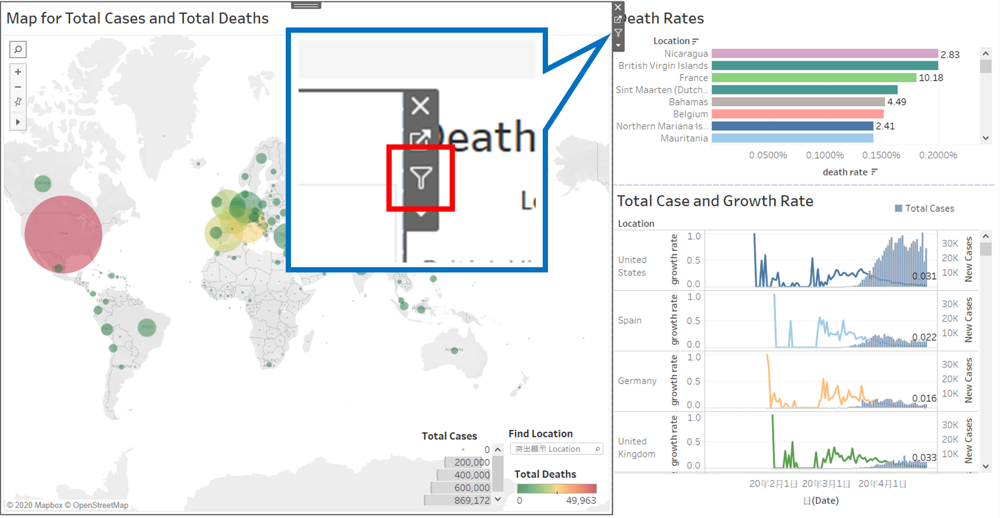 Map for Total Cases and Total Deaths
Death
Death Rates
Location
Nicaragua
2.83
British Virgin Islands
France
10.18
Sint Maarten (Dutch..
Bahamas
4.49
Belgium
Northern Mariana Is..
2.41
Mauritania
0.0500% 0.1000% 0.1500% 0.2000%
death rate
Total Case and Growth Rate
Total Cases
Location
United States
growth rate
1.0
0.5
0.0
0.031
30K
20K
10K
New Cases
Spain
growth rate
1.0
0.5
0.0
0.022
30K
20K
10K
New Cases
Germany
growth rate
1.0
0.5
0.0
0.016
30K
20K
10K
New Cases
United Kingdom
growth rate
1.0
0.5
0.0
0.033
30K
20K
10K
New Cases
20年2月1日 20年3月1日 20年4月1日
日(Date)
Canada
USA
Mexico
Colombia
Peru
Brazil
Argentina
Algeria
Egypt
South Africa
Indonesia
Australia
Total Cases
0
200,000
400,000
600,000
869,172
Find Location
突出顯示 Location
Total Deaths
0 49,963
© 2020 Mapbox © OpenStreetMap